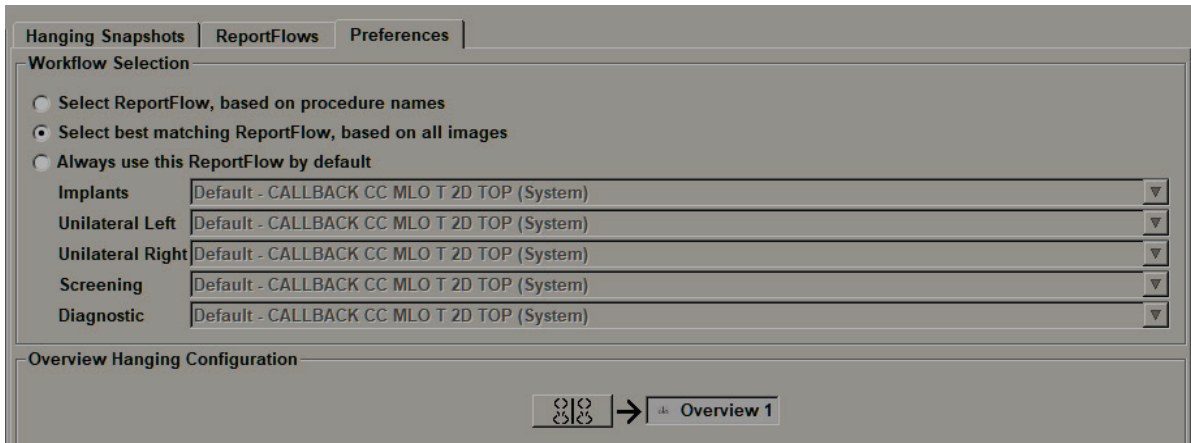 Hanging Snapshots ReportFlows Preferences
Workflow Selection
Select ReportFlow, based on procedure names
Select best matching ReportFlow, based on all images
Always use this ReportFlow by default
Implants Default - CALLBACK CC MLO T 2D TOP (System)
Unilateral Left Default - CALLBACK CC MLO T 2D TOP (System)
Unilateral Right Default - CALLBACK CC MLO T 2D TOP (System)
Screening Default - CALLBACK CC MLO T 2D TOP (System)
Diagnostic Default - CALLBACK CC MLO T 2D TOP (System)
Overview Hanging Configuration
Overview 1